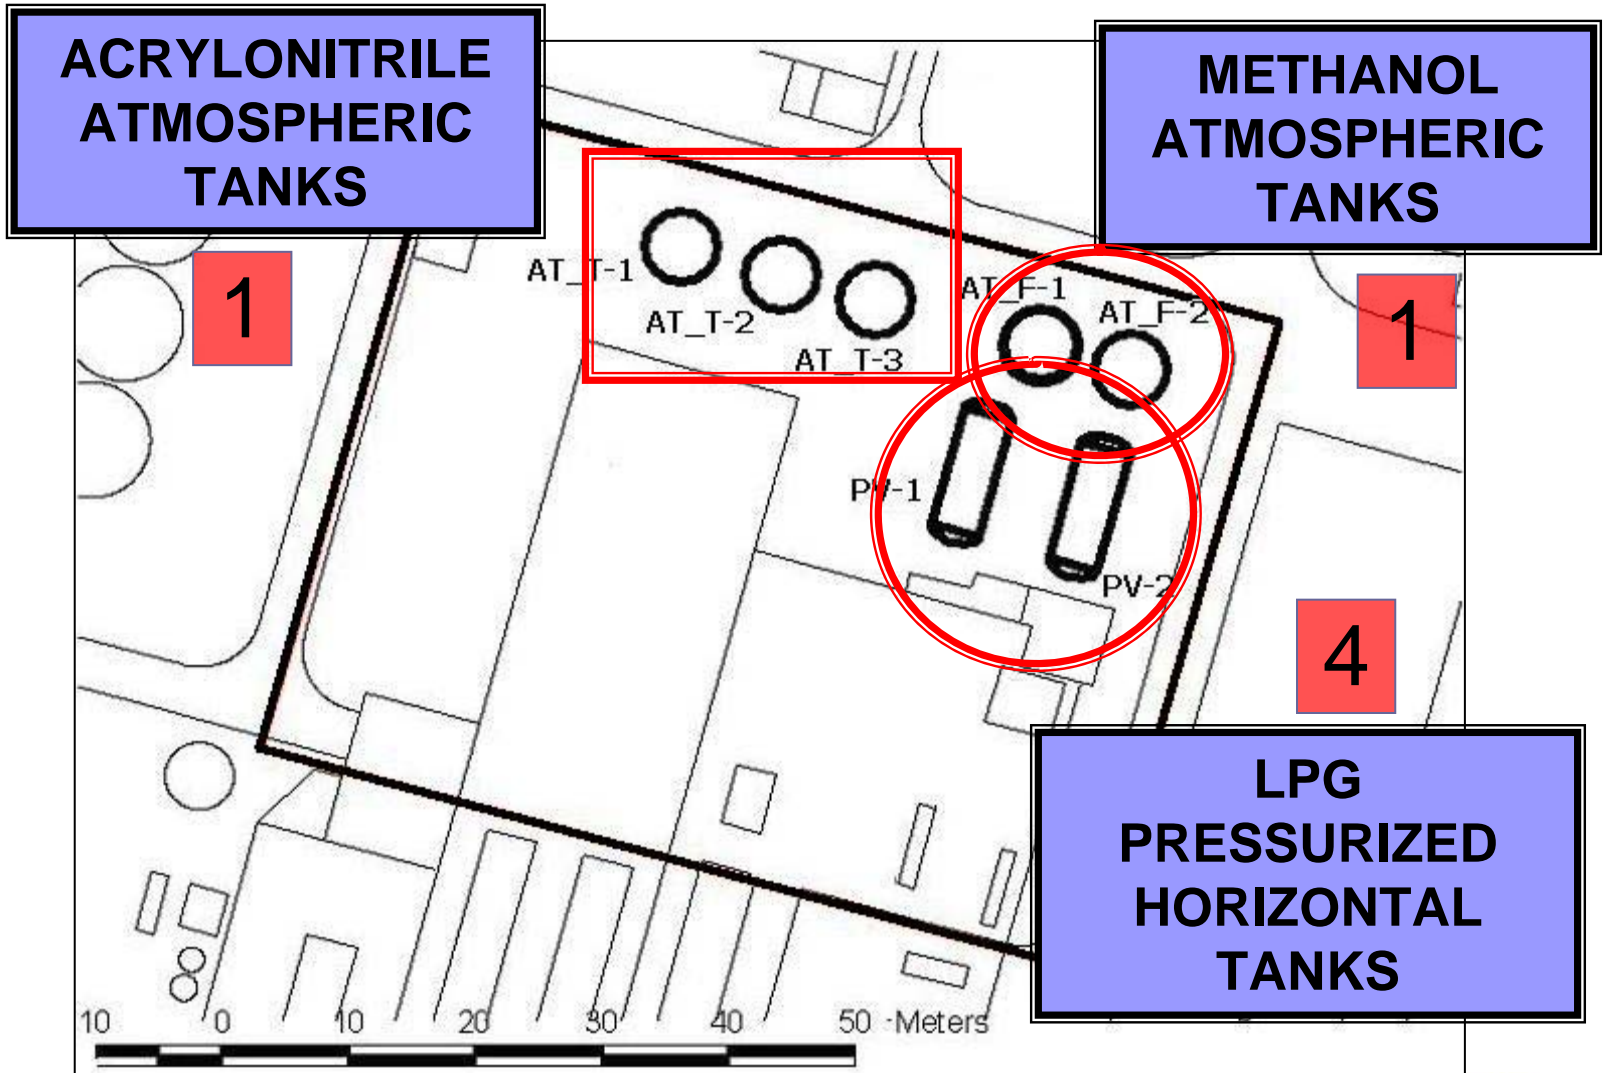 ACRYLONITRILE
ATMOSPHERIC
TANKS
METHANOL
ATMOSPHERIC
TANKS
1
1
AT_T-1
AT_T-2
AT_T-3
AT_F-1
AT_F-2
PV-1
PV-2
4
LPG
PRESSURIZED
HORIZONTAL
TANKS
10 0 10 20 30 40 50 Meters